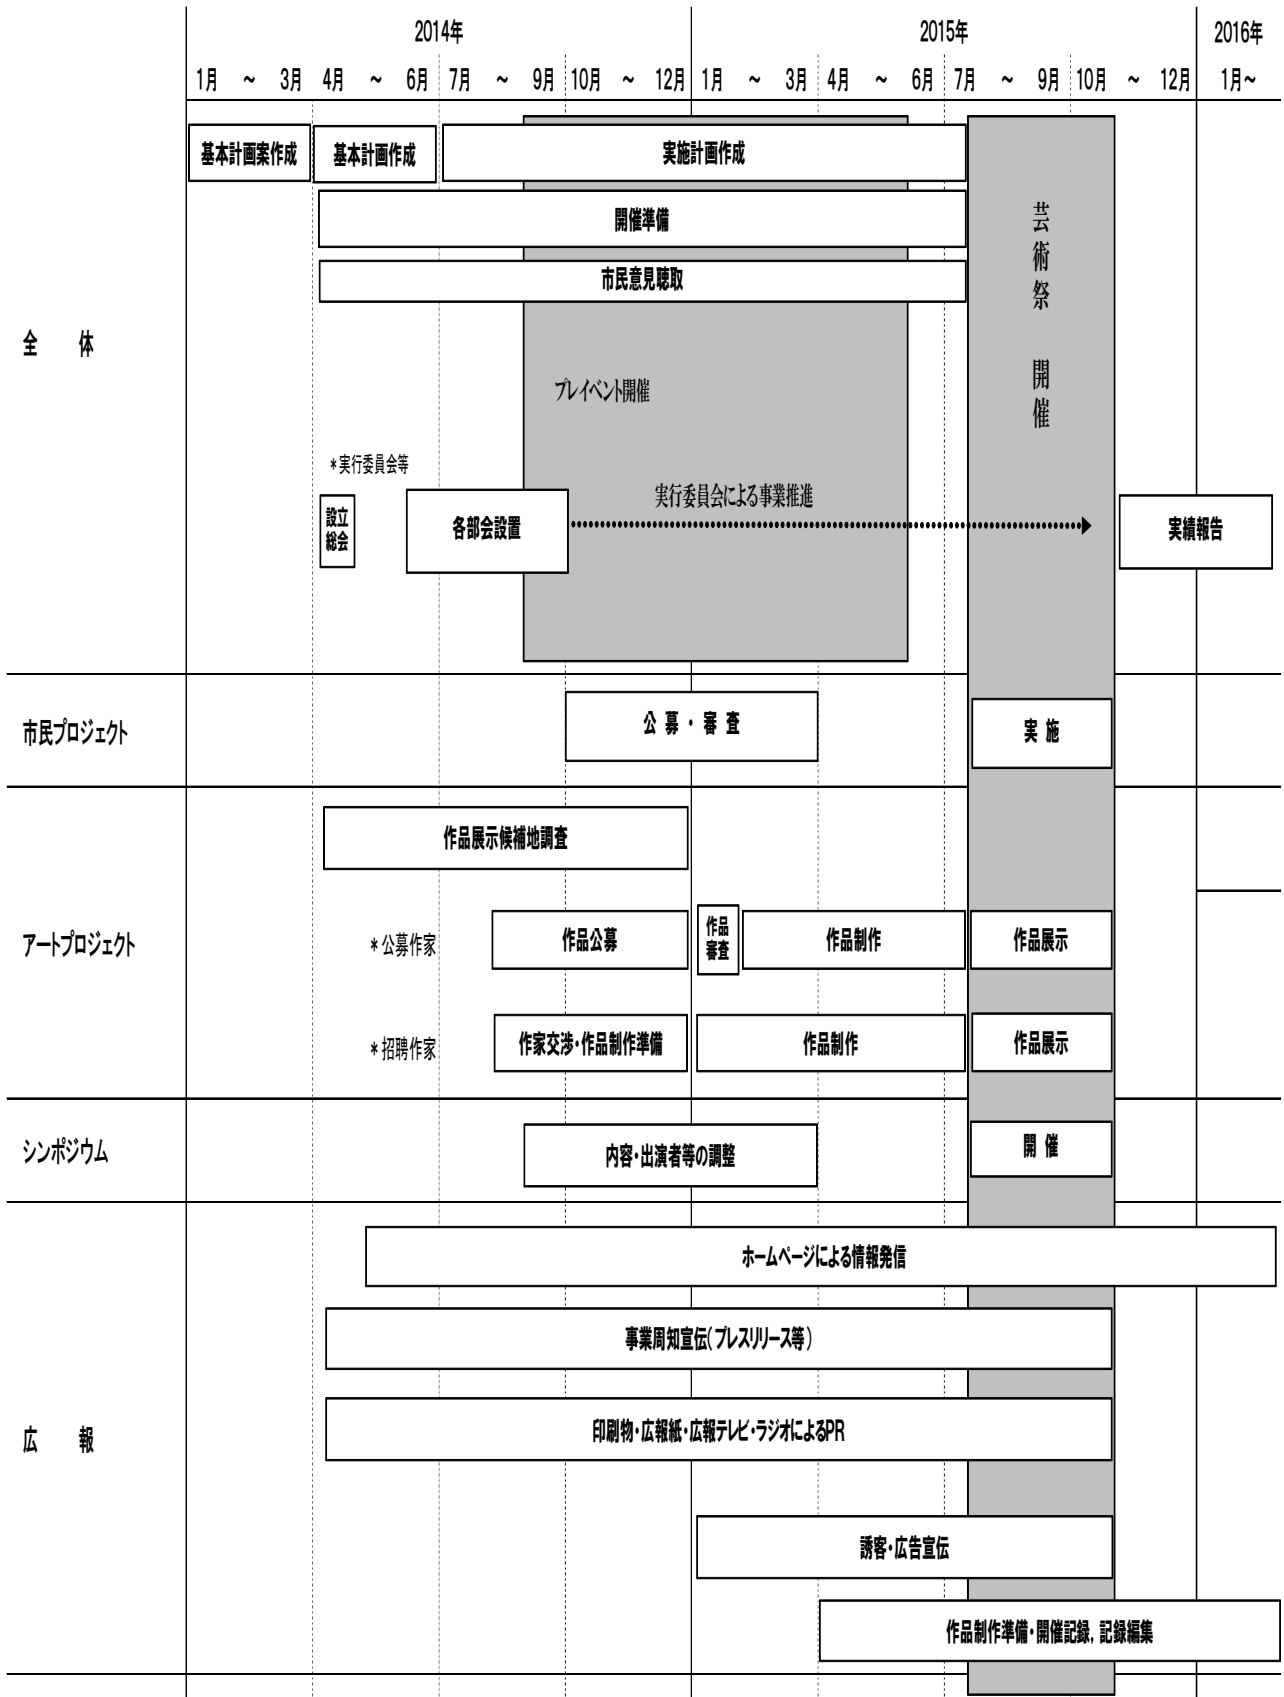 2014年 2015年 2016年
1月 ～ 3月 4月 ～ 6月 7月 ～ 9月 10月 ～ 12月 1月 ～ 3月 4月 ～ 6月 7月 ～ 9月 10月 ～ 12月 1月～
全 体
基本計画案作成 基本計画作成 実施計画作成
開催準備
市民意見聴取
芸術祭 開催
プレイベント開催
＊実行委員会等
実行委員会による事業推進
設立
総会
各部会設置
実績報告
市民プロジェクト
公 募 ・ 審 査
実 施
アートプロジェクト
作品展示候補地調査
＊公募作家
作品公募
作品
審査
作品制作
作品展示
＊招聘作家
作家交渉・作品制作準備
作品制作
作品展示
シンポジウム
内容・出演者等の調整
開 催
広 報
ホームページによる情報発信
事業周知宣伝（プレスリリース等）
印刷物・広報紙・広報テレビ・ラジオによるPR
誘客・広告宣伝
作品制作準備・開催記録，記録編集